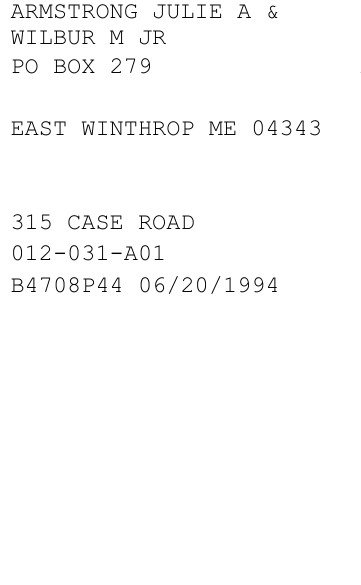 ARMSTRONG JULIE A &
WILBUR M JR
PO BOX 279
EAST WINTHROP ME 04343
315 CASE ROAD
012-031-A01
B4708P44 06/20/1994